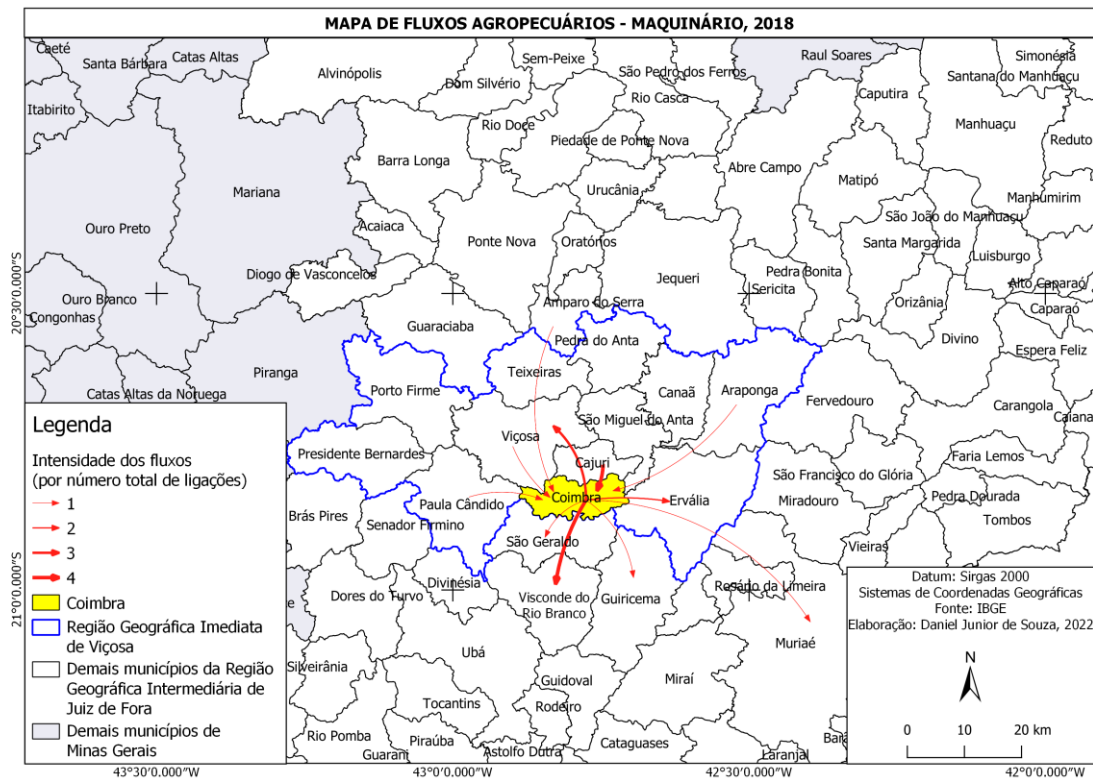 MAPA DE FLUXOS AGROPECUÁRIOS - MAQUINÁRIO, 2018
Caeté
Santa Bárbara
Catas Altas
Itabirito
Alvinópolis
Sem-Peixe
Dom Silvério
São Pedro dos Ferros
Raul Soares
Simonésia
Santana do Manhuaçu
Caputira
Rio Casca
Rio Doce
Piedade de Ponte Nova
Manhuaçu
Reduto
Barra Longa
Mariana
Urucânia
Abre Campo
Matipó
Manhumirim
Ouro Preto
Acaiaca
Ponte Nova
Oratórios
São João do Manhuaçu
Santa Margarida
Luisburgo
Diogo de Vasconcelos
Jequeri
Pedra Bonita
Sericita
Alto Caparaó
Ouro Branco
Congonhas
Amparo do Serra
Orizânia
Caparaó
Guaraciaba
Pedra do Anta
Divino
Espera Feliz
Piranga
Teixeiras
Porto Firme
Canaã
Araponga
Fervedouro
Catas Altas da Noruega
Carangola
Caiana
São Miguel do Anta
Viçosa
Presidente Bernardes
Cajuri
São Francisco do Glória
Faria Lemos
Coimbra
Ervália
Miradouro
Pedra Dourada
Paula Cândido
Brás Pires
Senador Firmino
Tombos
São Geraldo
Vieiras
Divinésia
Dores do Turvo
Visconde do
Rio Branco
Guiricema
Rosário da Limeira
Muriaé
Ubá
Silveirânia
Guidoval
Miraí
Tocantins
Rodeiro
Rio Pomba
Piraúba
Guarani
Astolfo Dutra
Cataguases
Laranjal
Legenda
Intensidade dos fluxos
(por número total de ligações)
1
2
3
4
Coimbra
Região Geográfica Imediata
de Viçosa
Demais municípios da Região
Geográfica Intermediária de
Juiz de Fora
Demais municípios de
Minas Gerais
Datum: Sirgas 2000
Sistemas de Coordenadas Geográficas
Fonte: IBGE
Elaboração: Daniel Junior de Souza, 2022
N
0 10 20 km
20°30'0.000"S
21°0'0.000"S
43°30'0.000"W
43°0'0.000"W
42°30'0.000"W
42°0'0.000"W